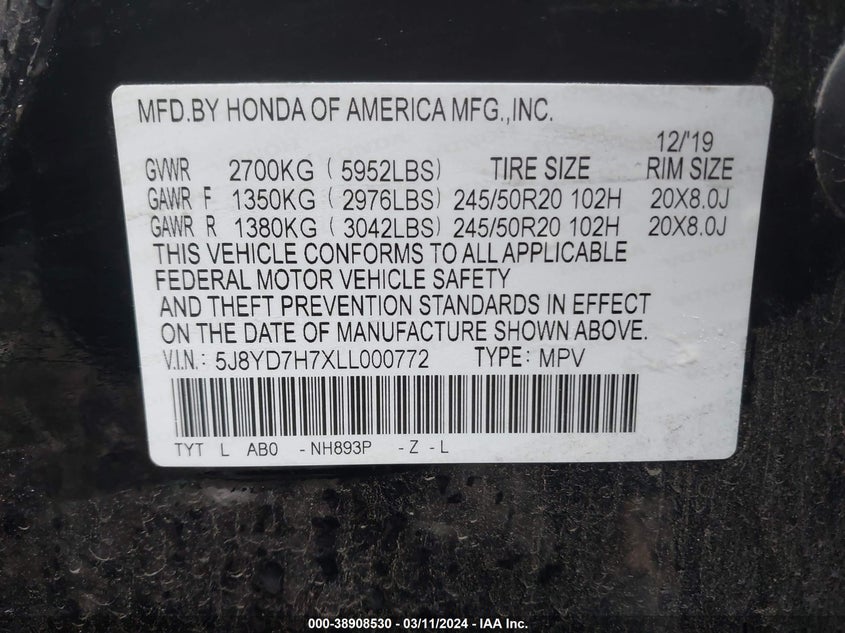 MFD.BY HONDA OF AMERICA MFG.,INC.
12/'19
GVWR 2700KG ( 5952LBS) TIRE SIZE RIM SIZE
GAWR F 1350KG ( 2976LBS) 245/50R20 102H 20X8.0J
GAWR R 1380KG ( 3042LBS) 245/50R20 102H 20X8.0J
THIS VEHICLE CONFORMS TO ALL APPLICABLE
FEDERAL MOTOR VEHICLE SAFETY
AND THEFT PREVENTION STANDARDS IN EFFECT
ON THE DATE OF MANUFACTURE SHOWN ABOVE.
V.I.N.: 5J8YD7H7XLL000772 TYPE: MPV
TYT L AB0 -NH893P -Z -L
000-38908530 - 03/11/2024 - IAAI Inc.